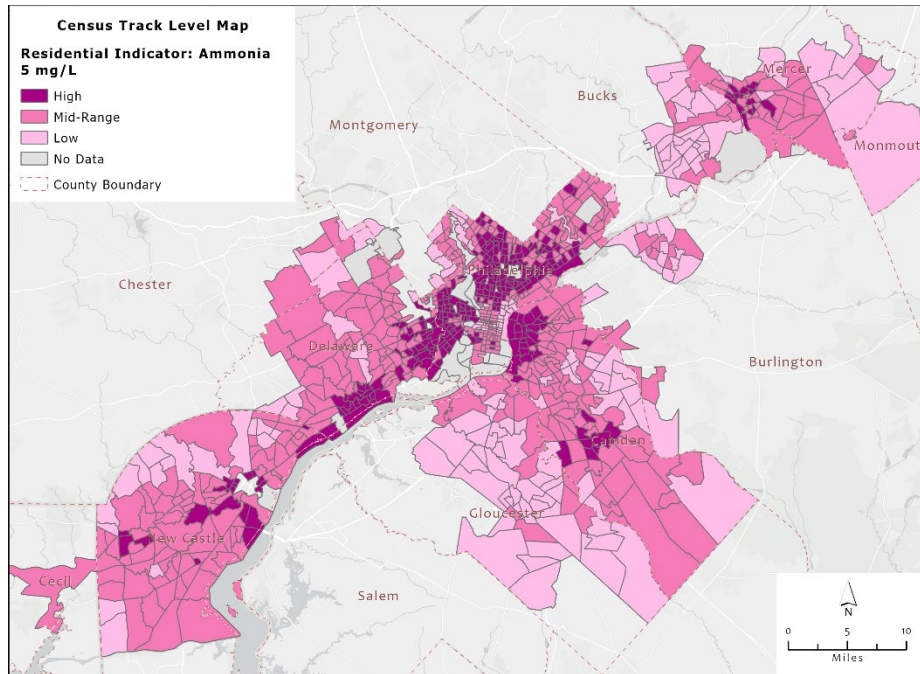 Census Track Level Map
Residential Indicator: Ammonia
5 mg/L
High
Mid-Range
Low
No Data
County Boundary
Mercer
Bucks
Montgomery
Monmout
Philadelphia
Chester
Delaware
Burlington
Camden
Gloucester
New Castle
Cecil
Salem
N
0 5 10
Miles